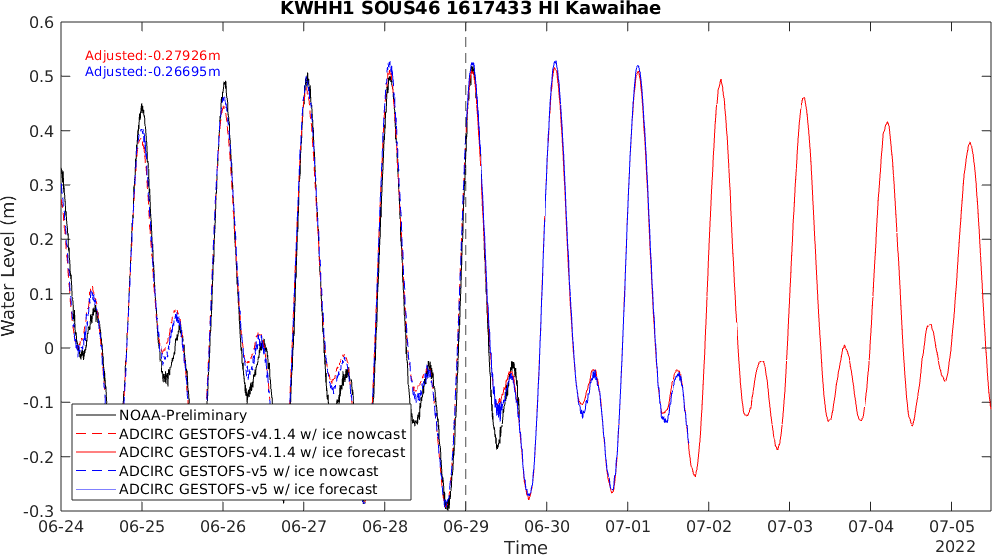 KWHH1 SOUS46 1617433 HI Kawaihae
0.6
Adjusted:-0.27926m
Adjusted:-0.26695m
0.5
0.4
0.3
0.2
0.1
0
-0.1
-0.2
-0.3
Water Level (m)
NOAA-Preliminary
ADCIRC GESTOFS-v4.1.4 w/ ice nowcast
ADCIRC GESTOFS-v4.1.4 w/ ice forecast
ADCIRC GESTOFS-v5 w/ ice nowcast
ADCIRC GESTOFS-v5 w/ ice forecast
06-24 06-25 06-26 06-27 06-28 06-29 06-30 07-01 07-02 07-03 07-04 07-05
Time
2022